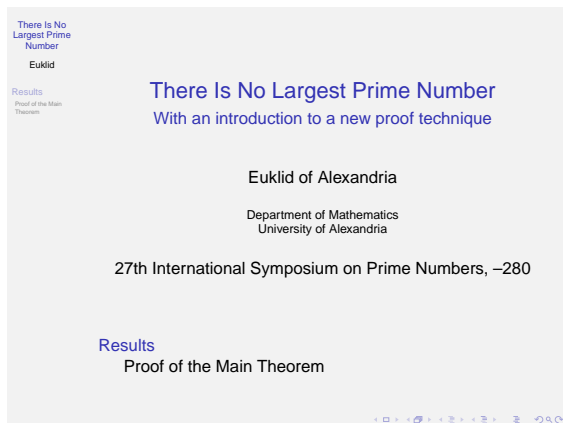 There Is No
Largest Prime
Number
Euklid
Results
Proof of the Main
Theorem
There Is No Largest Prime Number
With an introduction to a new proof technique
Euklid of Alexandria
Department of Mathematics
University of Alexandria
27th International Symposium on Prime Numbers, –280
Results
Proof of the Main Theorem